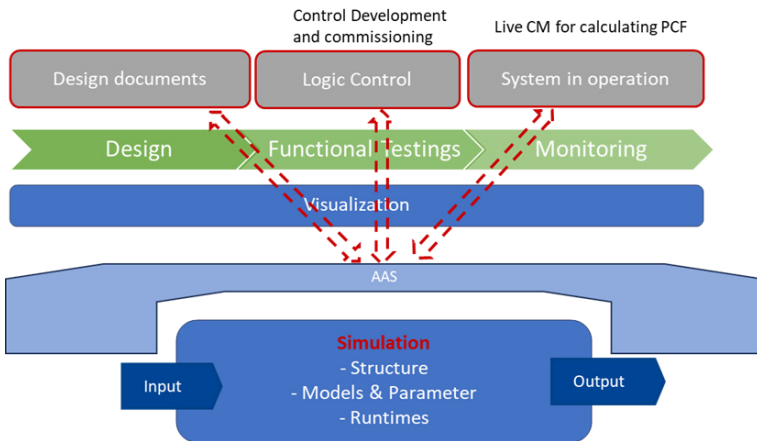 Control Development
and commissioning
Live CM for calculating PCF
Design documents
Logic Control
System in operation
Design
Functional Testings
Monitoring
Visualization
AAS
Simulation
- Structure
- Models & Parameter
- Runtimes
Input
Output